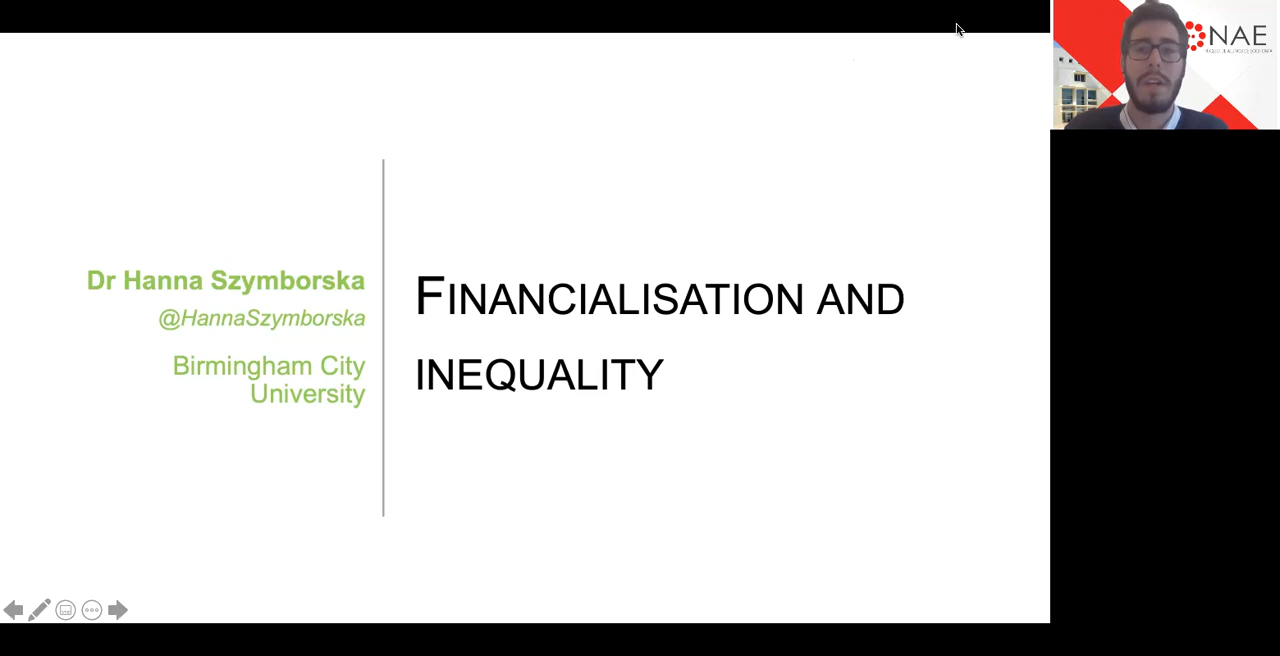 Dr Hanna Szymborska
@HannaSzymborska
Birmingham City
University
FINANCIALISATION AND
INEQUALITY
NAE